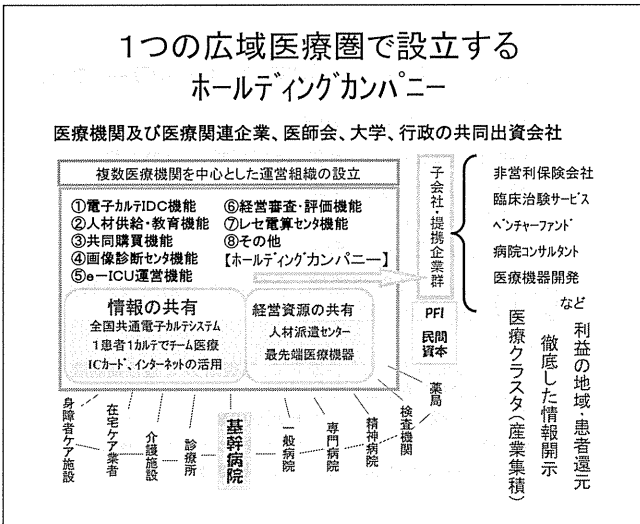 1つの広域医療圏で設立する
ホールディングカンパニー
医療機関及び医療関連企業、医師会、大学、行政の共同出資会社
複数医療機関を中心とした運営組織の設立
①電子カルテIDC機能
②人材供給・教育機能
③共同購買機能
④画像診断センタ機能
⑤e-ICU運営機能
⑥経営審査・評価機能
⑦レセ電算センタ機能
⑧その他
【ホールディングカンパニー】
情報の共有
全国共通電子カルテシステム
1患者1カルテでチーム医療
ICカード、インターネットの活用
経営資源の共有
人材派遣センター
最先端医療機器
子会社・提携企業群
PFI
民間
資本
非営利保険会社
臨床治験サービス
ベンチャーファンド
病院コンサルタント
医療機器開発
など
利益の地域・患者還元
徹底した情報開示
医療クラスタ(産業集積)
身障者ケア施設
在宅ケア業者
介護施設
診療所
基幹病院
一般病院
専門病院
精神病院
検査機関
薬局